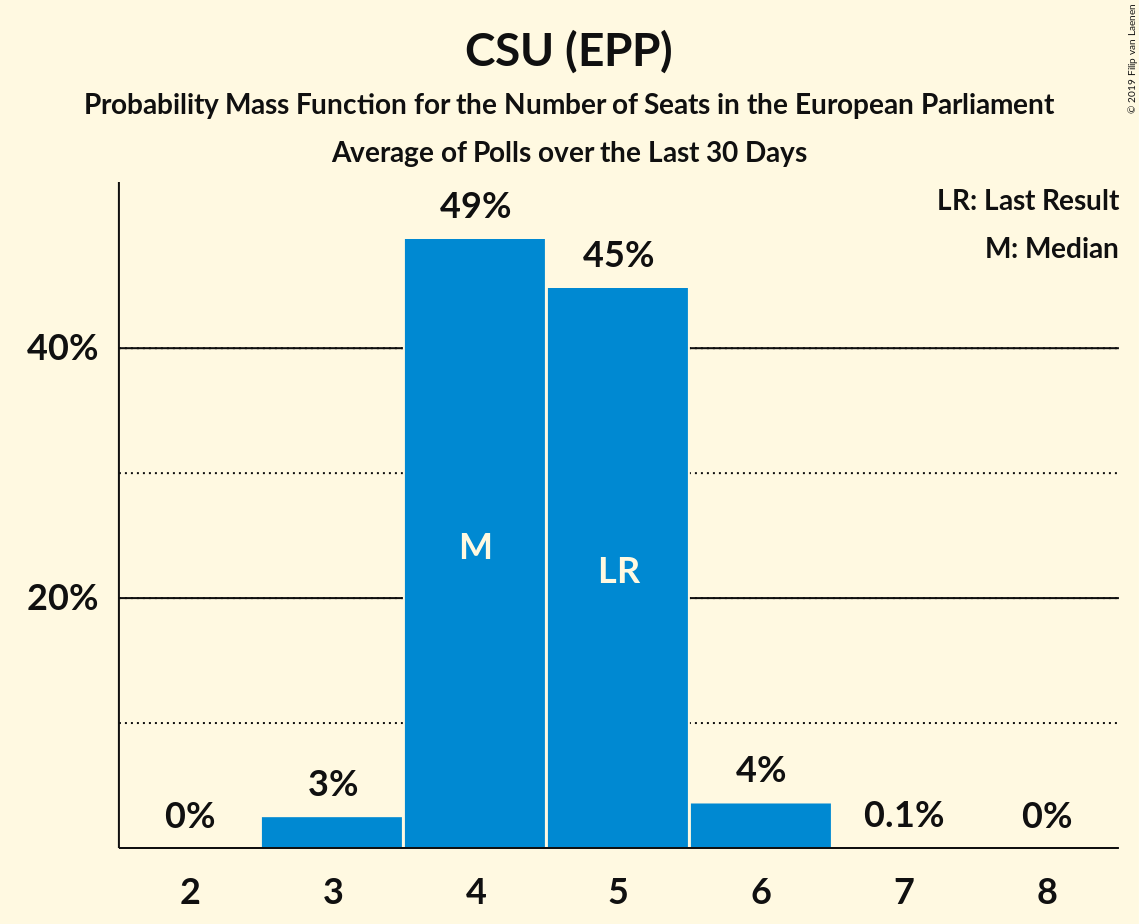 CSU (EPP)
Probability Mass Function for the Number of Seats in the European Parliament
Average of Polls over the Last 30 Days
© 2019 Filip van Laenen
LR: Last Result
M: Median
49%
45%
40%
20%
M
LR
0%
3%
4%
0.1%
0%
2 3 4 5 6 7 8